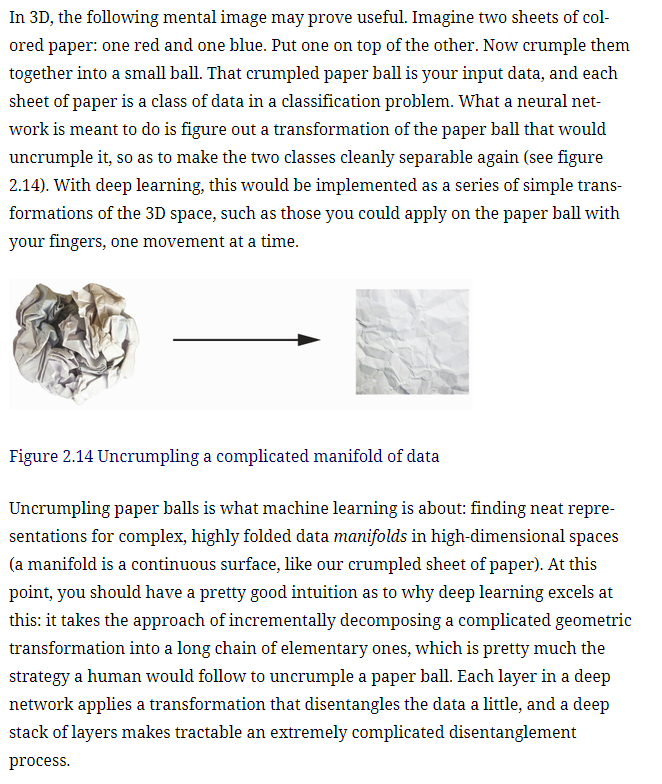 In 3D, the following mental image may prove useful. Imagine two sheets of col-
ored paper: one red and one blue. Put one on top of the other. Now crumple them
together into a small ball. That crumpled paper ball is your input data, and each
sheet of paper is a class of data in a classification problem. What a neural net-
work is meant to do is figure out a transformation of the paper ball that would
uncrumple it, so as to make the two classes cleanly separable again (see figure
2.14). With deep learning, this would be implemented as a series of simple trans-
formations of the 3D space, such as those you could apply on the paper ball with
your fingers, one movement at a time.
Figure 2.14 Uncrumpling a complicated manifold of data
Uncrumpling paper balls is what machine learning is about: finding neat repre-
sentations for complex, highly folded data manifolds in high-dimensional spaces
(a manifold is a continuous surface, like our crumpled sheet of paper). At this
point, you should have a pretty good intuition as to why deep learning excels at
this: it takes the approach of incrementally decomposing a complicated geometric
transformation into a long chain of elementary ones, which is pretty much the
strategy a human would follow to uncrumple a paper ball. Each layer in a deep
network applies a transformation that disentangles the data a little, and a deep
stack of layers makes tractable an extremely complicated disentanglement
process.